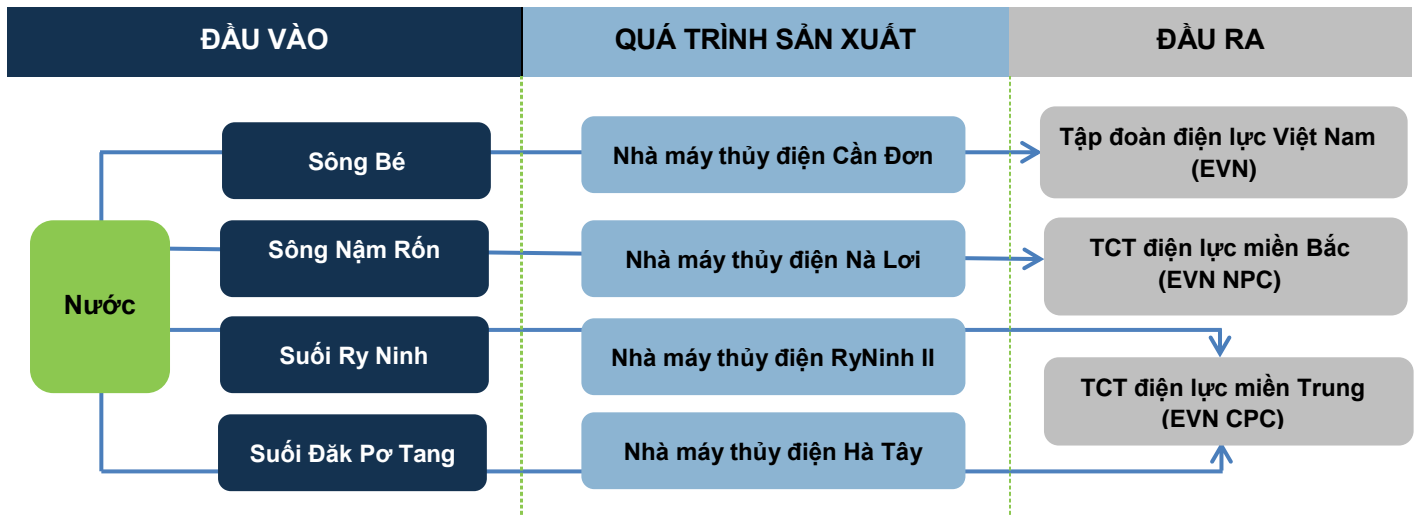 ĐẦU VÀO
QUÁ TRÌNH SẢN XUẤT
ĐẦU RA
Nước
Sông Bé
Nhà máy thủy điện Cần Đơn
Tập đoàn điện lực Việt Nam
(EVN)
Sông Nậm Rốn
Nhà máy thủy điện Nà Lơi
TCT điện lực miền Bắc
(EVN NPC)
Suối Ry Ninh
Nhà máy thủy điện RyNinh II
TCT điện lực miền Trung
(EVN CPC)
Suối Đăk Pơ Tang
Nhà máy thủy điện Hà Tây